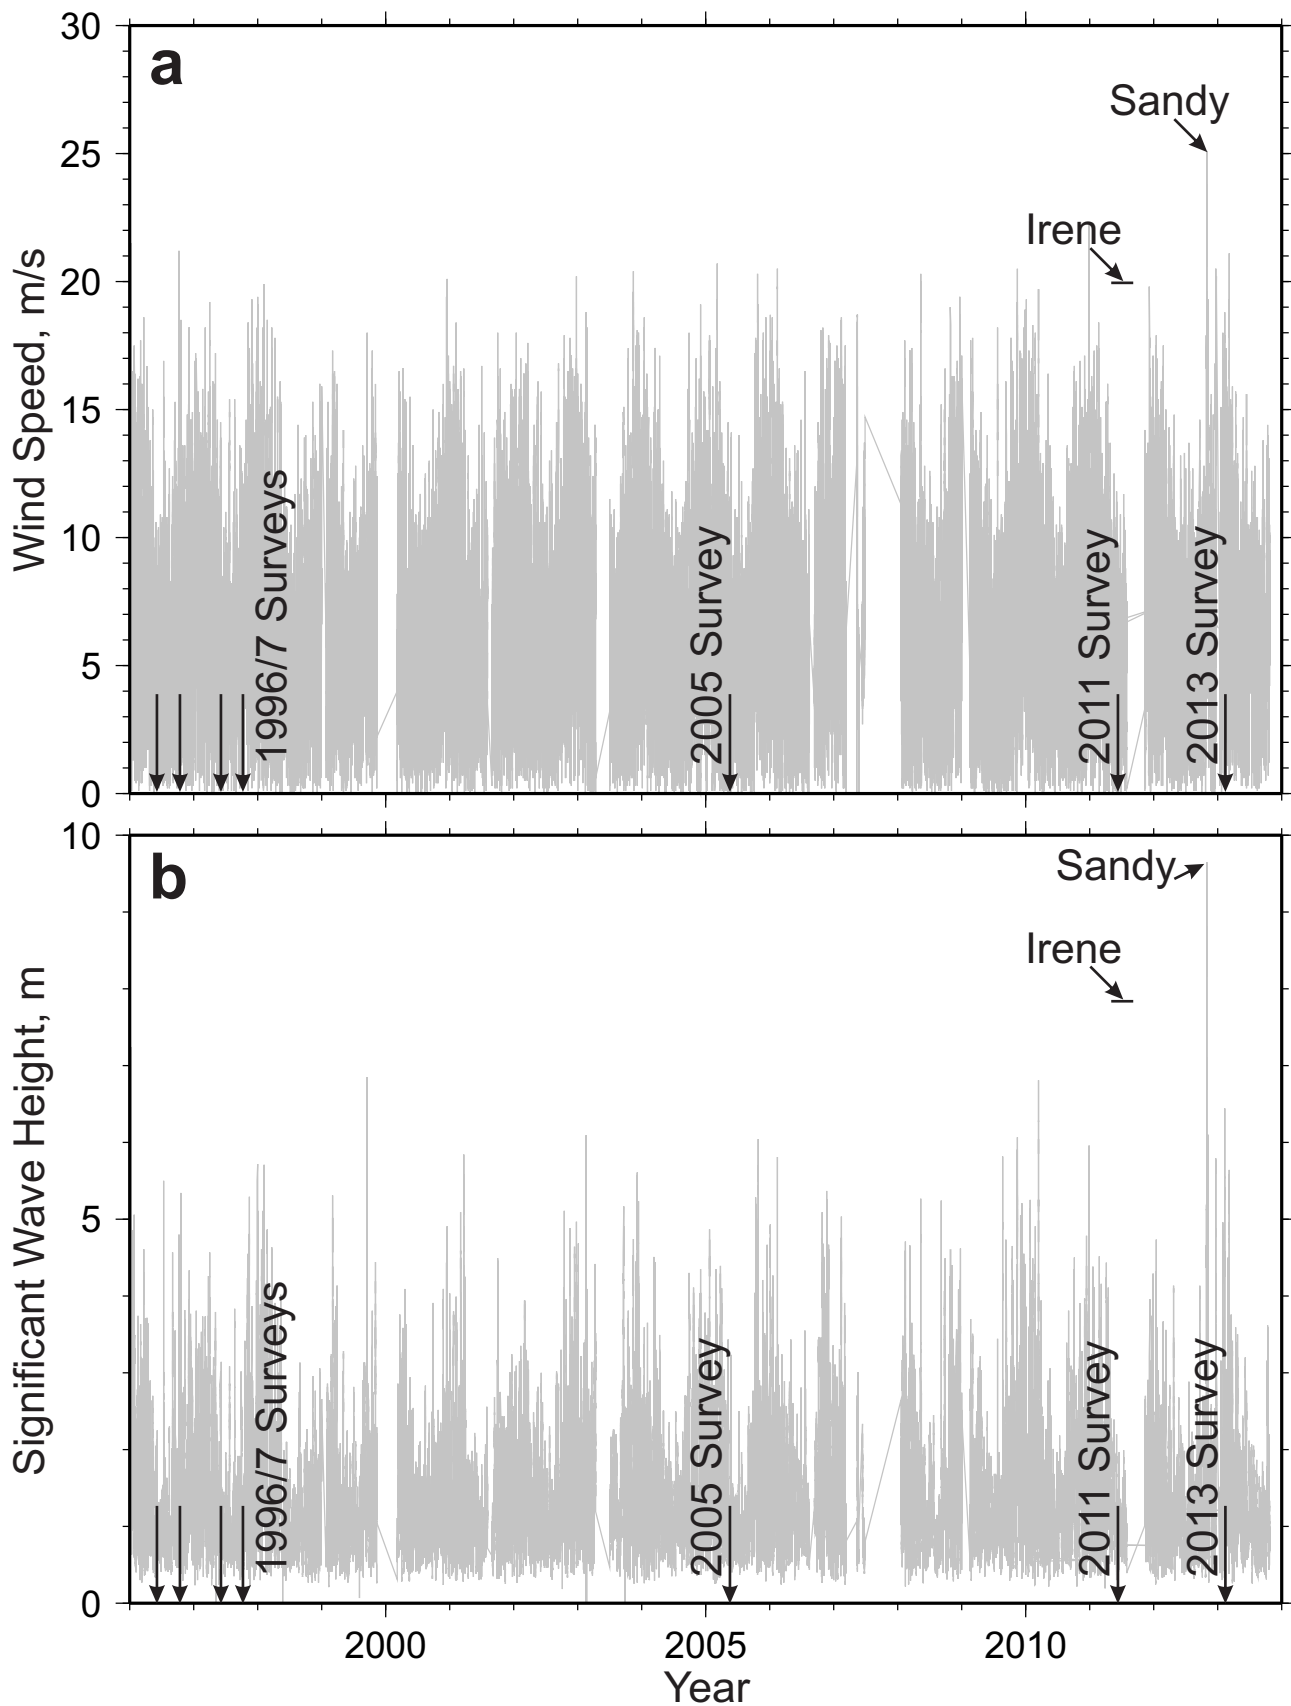 a
30
25
20
15
10
5
0
Wind Speed, m/s
Sandy
Irene
1996/7 Surveys
2005 Survey
2011 Survey
2013 Survey
b
10
5
0
Significant Wave Height, m
Sandy
Irene
1996/7 Surveys
2005 Survey
2011 Survey
2013 Survey
2000 2005 2010
Year